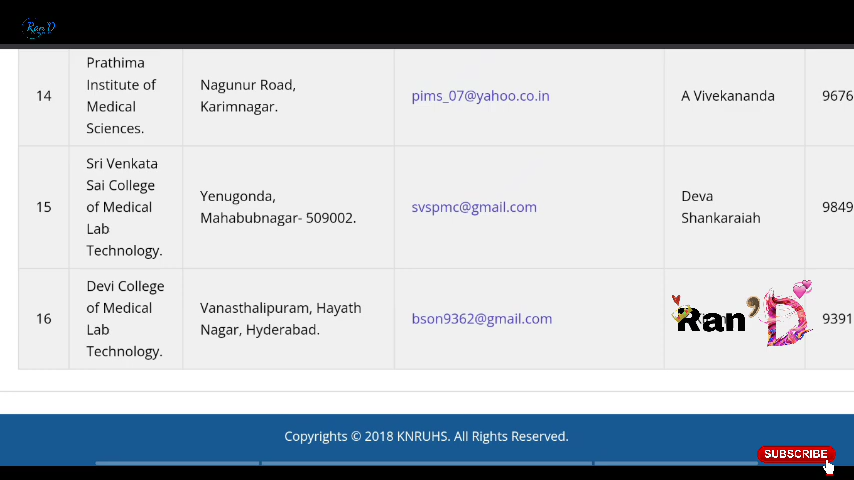 Ran'D
Prathima
Institute of
Medical
Sciences.
14
Nagunur Road,
Karimnagar.
pims_07@yahoo.co.in
A Vivekananda
9676
Sri Venkata
Sai College
of Medical
Lab
Technology.
15
Yenugonda,
Mahabubnagar- 509002.
svspmc@gmail.com
Deva
Shankaraiah
9849
Devi College
of Medical
Lab
Technology.
16
Vanasthalipuram, Hayath
Nagar, Hyderabad.
bson9362@gmail.com
Ran'D
9391
Copyrights © 2018 KNRUHS. All Rights Reserved.
SUBSCRIBE